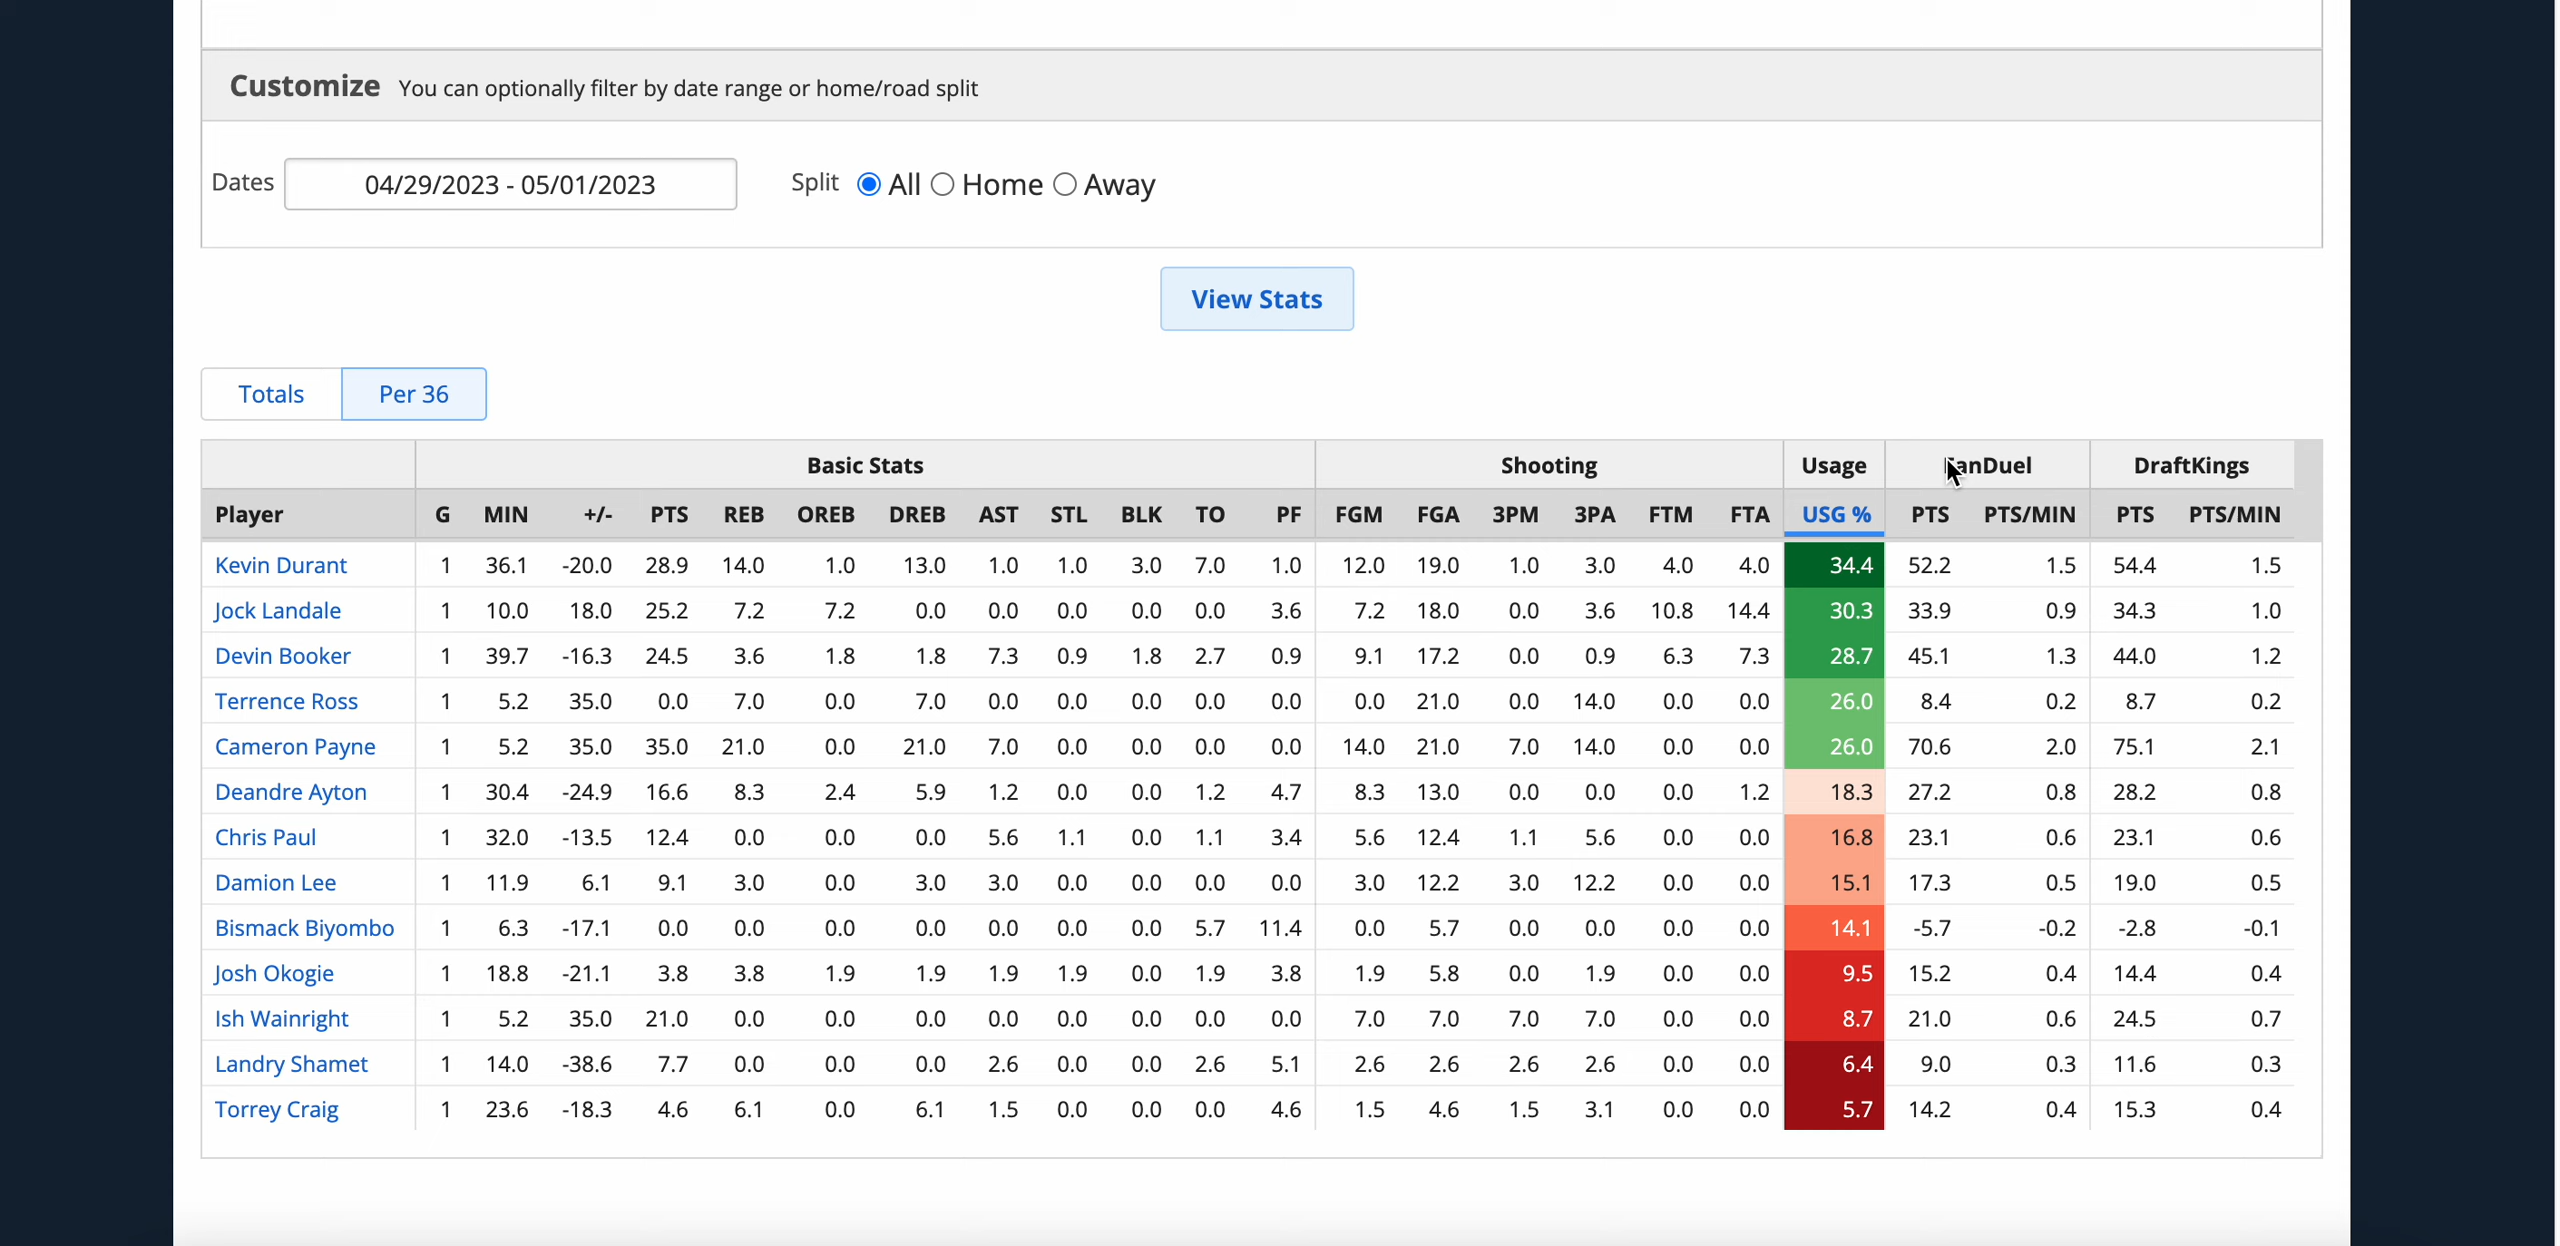 Customize You can optionally filter by date range or home/road split
Dates 04/29/2023 - 05/01/2023 Split All Home Away
View Stats
Totals Per 36
Basic Stats Shooting Usage DraftKings
Player G MIN +/- PTS REB OREB DREB AST STL BLK TO PF FGM FGA 3PM 3PA FTM FTA USG % PTS PTS/MIN PTS PTS/MIN
Kevin Durant 1 36.1 -20.0 28.9 14.0 1.0 13.0 1.0 1.0 3.0 7.0 1.0 12.0 19.0 1.0 3.0 4.0 4.0 34.4 52.2 1.5 54.4 1.5
Jock Landale 1 10.0 18.0 25.2 7.2 7.2 0.0 0.0 0.0 0.0 0.0 3.6 7.2 18.0 0.0 3.6 10.8 14.4 30.3 33.9 0.9 34.3 1.0
Devin Booker 1 39.7 -16.3 24.5 3.6 1.8 1.8 7.3 0.9 1.8 2.7 0.9 9.1 17.2 0.0 0.9 6.3 7.3 28.7 45.1 1.3 44.0 1.2
Terrence Ross 1 5.2 35.0 0.0 7.0 0.0 7.0 0.0 0.0 0.0 0.0 0.0 0.0 21.0 0.0 14.0 0.0 0.0 26.0 8.4 0.2 8.7 0.2
Cameron Payne 1 5.2 35.0 35.0 21.0 0.0 21.0 7.0 0.0 0.0 0.0 0.0 14.0 21.0 7.0 14.0 0.0 0.0 26.0 70.6 2.0 75.1 2.1
Deandre Ayton 1 30.4 -24.9 16.6 8.3 2.4 5.9 1.2 0.0 0.0 1.2 4.7 8.3 13.0 0.0 0.0 0.0 1.2 18.3 27.2 0.8 28.2 0.8
Chris Paul 1 32.0 -13.5 12.4 0.0 0.0 0.0 5.6 1.1 0.0 1.1 3.4 5.6 12.4 1.1 5.6 0.0 0.0 16.8 23.1 0.6 23.1 0.6
Damion Lee 1 11.9 6.1 9.1 3.0 0.0 3.0 3.0 0.0 0.0 0.0 0.0 3.0 12.2 3.0 12.2 0.0 0.0 15.1 17.3 0.5 19.0 0.5
Bismack Biyombo 1 6.3 -17.1 0.0 0.0 0.0 0.0 0.0 0.0 0.0 5.7 11.4 0.0 5.7 0.0 0.0 0.0 0.0 14.1 -5.7 -0.2 -2.8 -0.1
Josh Okogie 1 18.8 -21.1 3.8 3.8 1.9 1.9 1.9 1.9 0.0 1.9 3.8 1.9 5.8 0.0 1.9 0.0 0.0 9.5 15.2 0.4 14.4 0.4
Ish Wainright 1 5.2 35.0 21.0 0.0 0.0 0.0 0.0 0.0 0.0 0.0 0.0 7.0 7.0 7.0 7.0 0.0 0.0 8.7 21.0 0.6 24.5 0.7
Landry Shamet 1 14.0 -38.6 7.7 0.0 0.0 0.0 2.6 0.0 0.0 2.6 5.1 2.6 2.6 2.6 2.6 0.0 0.0 6.4 9.0 0.3 11.6 0.3
Torrey Craig 1 23.6 -18.3 4.6 6.1 0.0 6.1 1.5 0.0 0.0 0.0 4.6 1.5 4.6 1.5 3.1 0.0 0.0 5.7 14.2 0.4 15.3 0.4